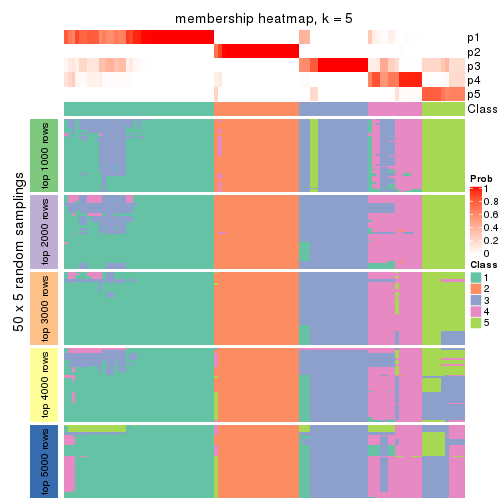 membership heatmap, k = 5
p1
p2
p3
p4
p5
Class
50 x 5 random samplings
top 1000 rows
top 2000 rows
top 3000 rows
top 4000 rows
top 5000 rows
Prob
1
0.8
0.6
0.4
0.2
0
Class
1
2
3
4
5